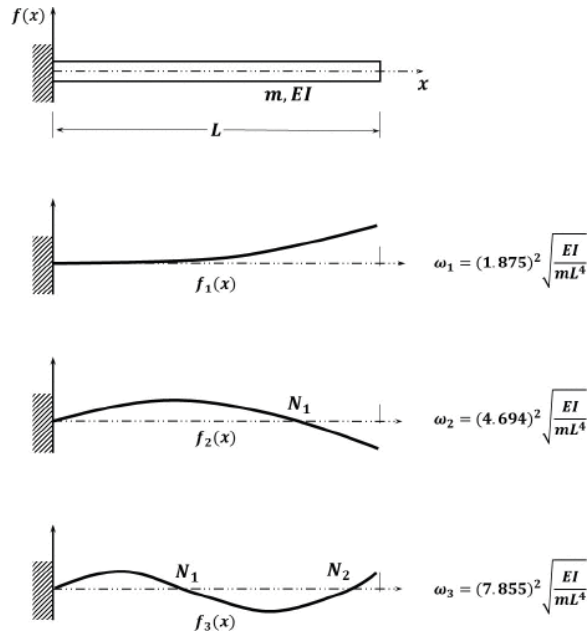 f(x)
x
m, EI
L
f₁(x)
ω₁ = (1.875)² √(EI/mL⁴)
N₁
f₂(x)
ω₂ = (4.694)² √(EI/mL⁴)
N₁
N₂
f₃(x)
ω₃ = (7.855)² √(EI/mL⁴)